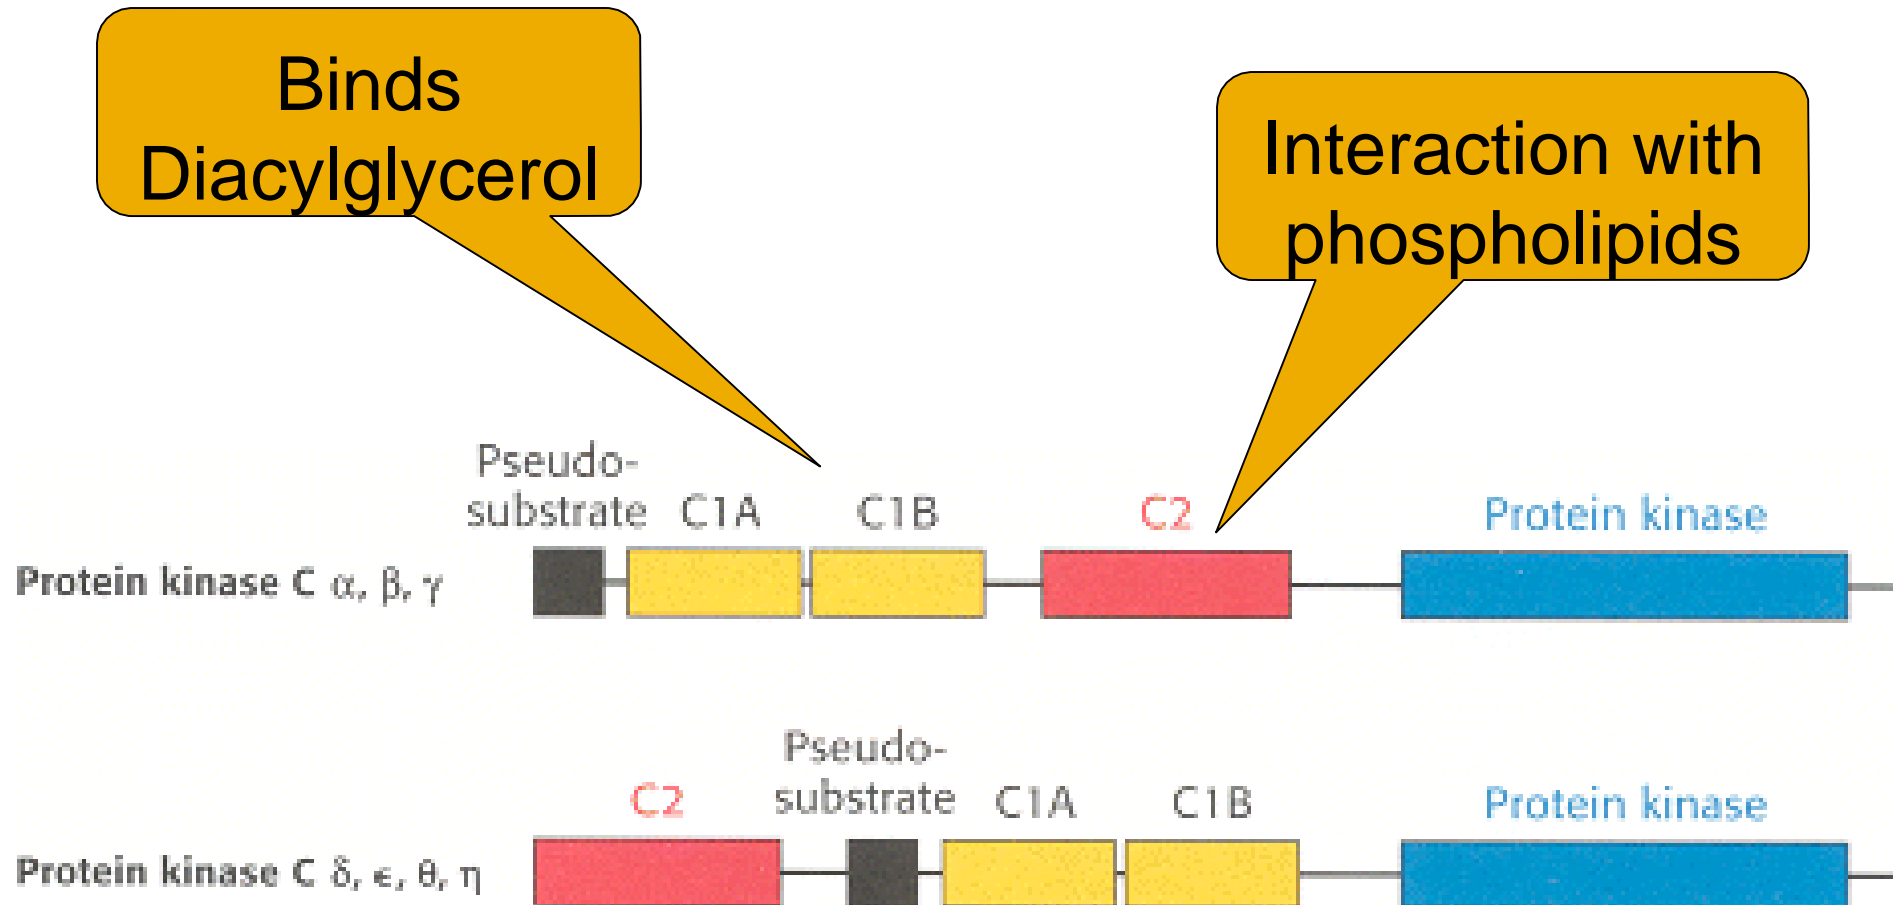 Binds
Diacylglycerol
Interaction with
phospholipids
Pseudo-
substrate C1A C1B C2 Protein kinase
Protein kinase C α, β, γ
Pseudo-
C2 substrate C1A C1B Protein kinase
Protein kinase C δ, ϵ, θ, η